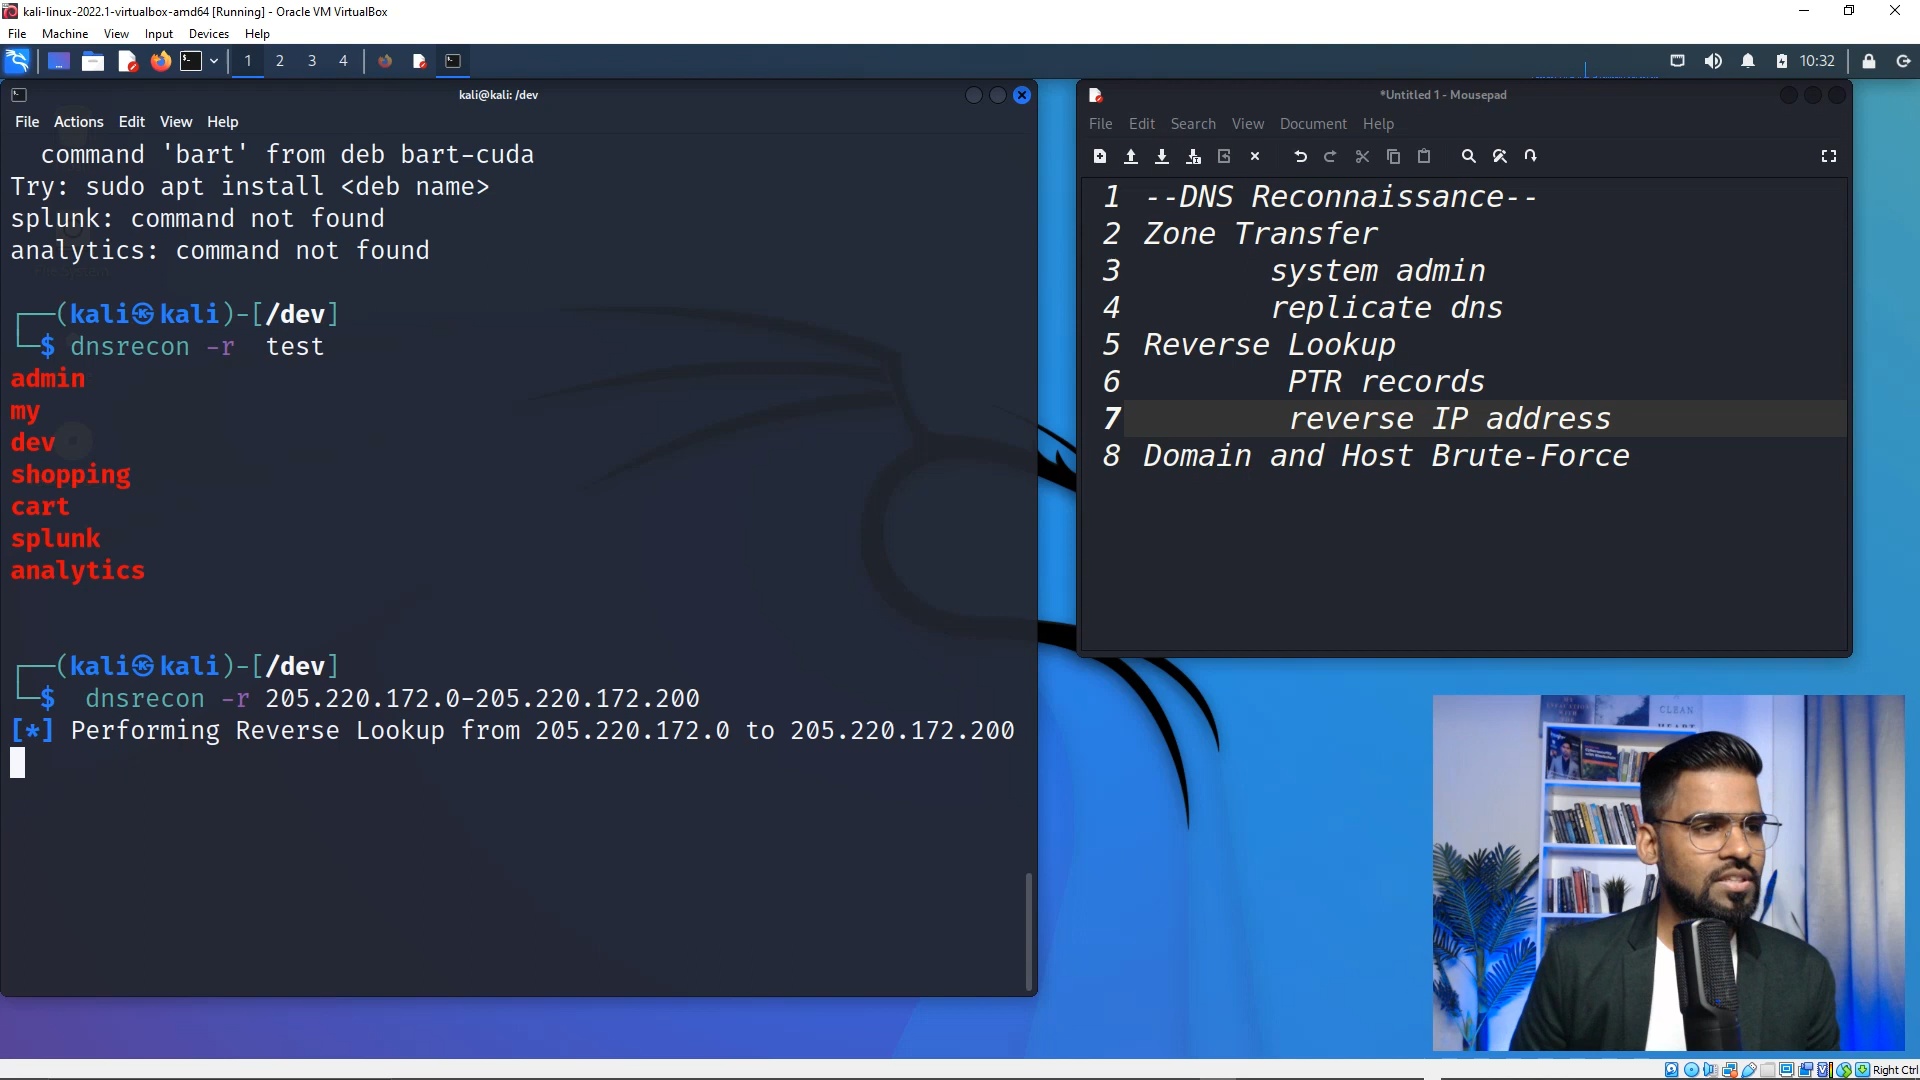 kali-linux-2022.1-virtualbox-amd64 [Running] - Oracle VM VirtualBox
File Machine View Input Devices Help
1 2 3 4
10:32
kali@kali: /dev
File Actions Edit View Help
command 'bart' from deb bart-cuda
Try: sudo apt install <deb name>
splunk: command not found
analytics: command not found
┌──(kali㉿kali)-[/dev]
└─$ dnsrecon -r  test
admin
my
dev
shopping
cart
splunk
analytics
┌──(kali㉿kali)-[/dev]
└─$  dnsrecon -r 205.220.172.0-205.220.172.200
[*] Performing Reverse Lookup from 205.220.172.0 to 205.220.172.200
*Untitled 1 - Mousepad
File Edit Search View Document Help
1 --DNS Reconnaissance--
2 Zone Transfer
3 system admin
4 replicate dns
5 Reverse Lookup
6 PTR records
7 reverse IP address
8 Domain and Host Brute-Force
CLEAN
Right Ctrl